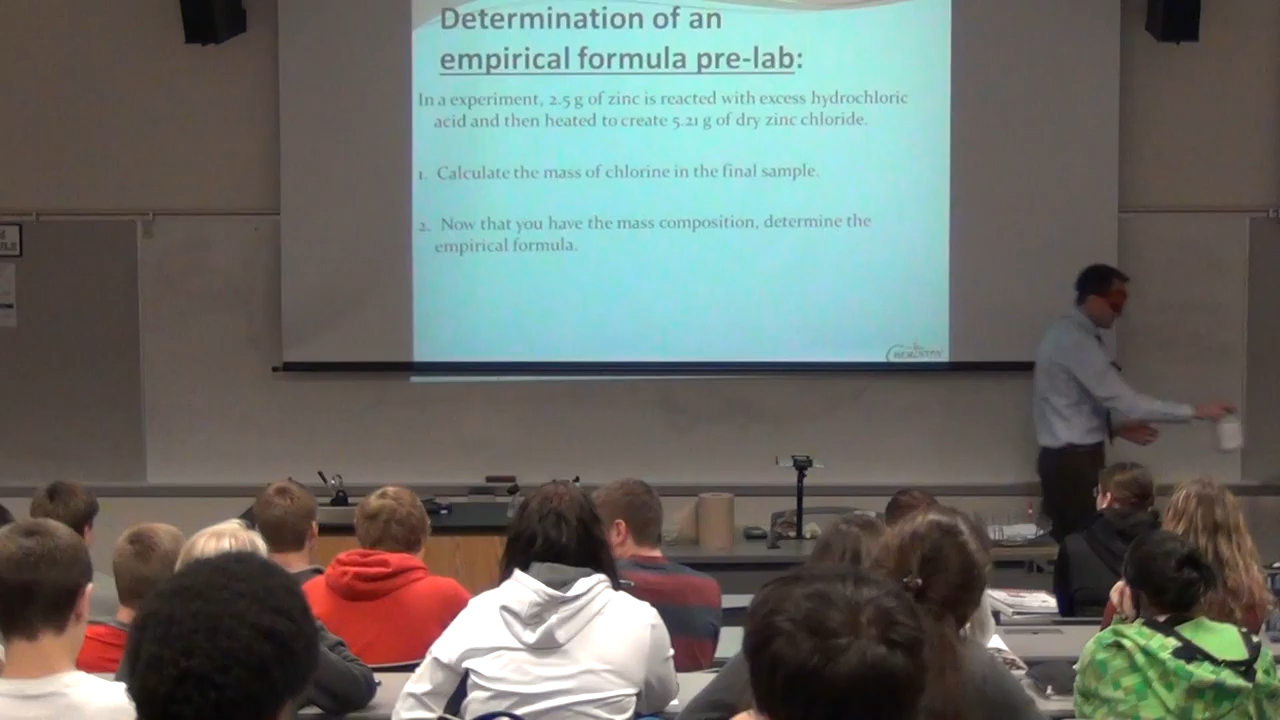 Determination of an
empirical formula pre-lab:
In a experiment, 2.5 g of zinc is reacted with excess hydrochloric
acid and then heated to create 5.21 g of dry zinc chloride.
1. Calculate the mass of chlorine in the final sample.
2. Now that you have the mass composition, determine the
empirical formula.